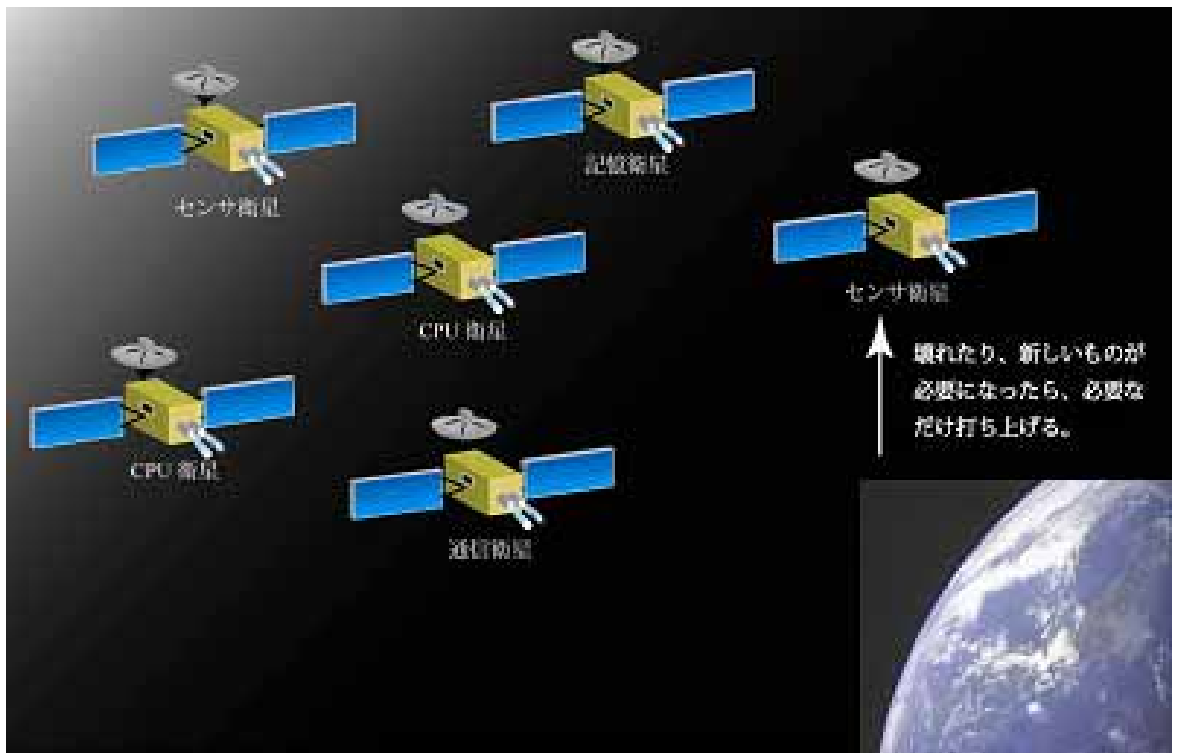 記憶衛星
センサ衛星
センサ衛星
CPU 衛星
壊れたり、新しいものが
必要になったら、必要な
だけ打ち上げる。
CPU 衛星
通信衛星